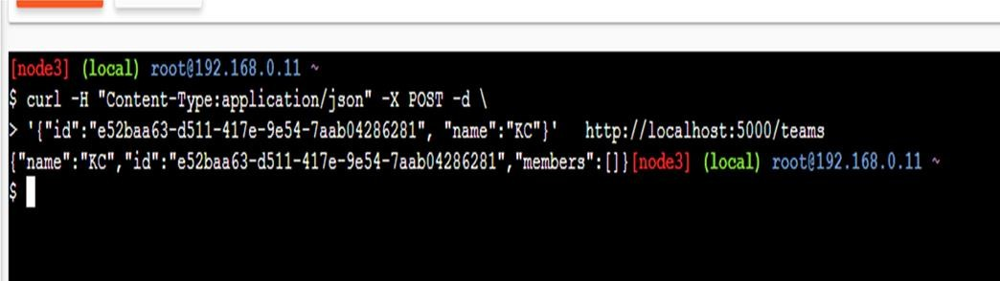 [node3] (local) root@192.168.0.11 ~
$ curl -H "Content-Type:application/json" -X POST -d \
> '{"id":"e52baa63-d511-417e-9e54-7aab04286281", "name":"KC"}'  http://localhost:5000/teams
{"name":"KC","id":"e52baa63-d511-417e-9e54-7aab04286281","members":[]}[node3] (local) root@192.168.0.11 ~
$